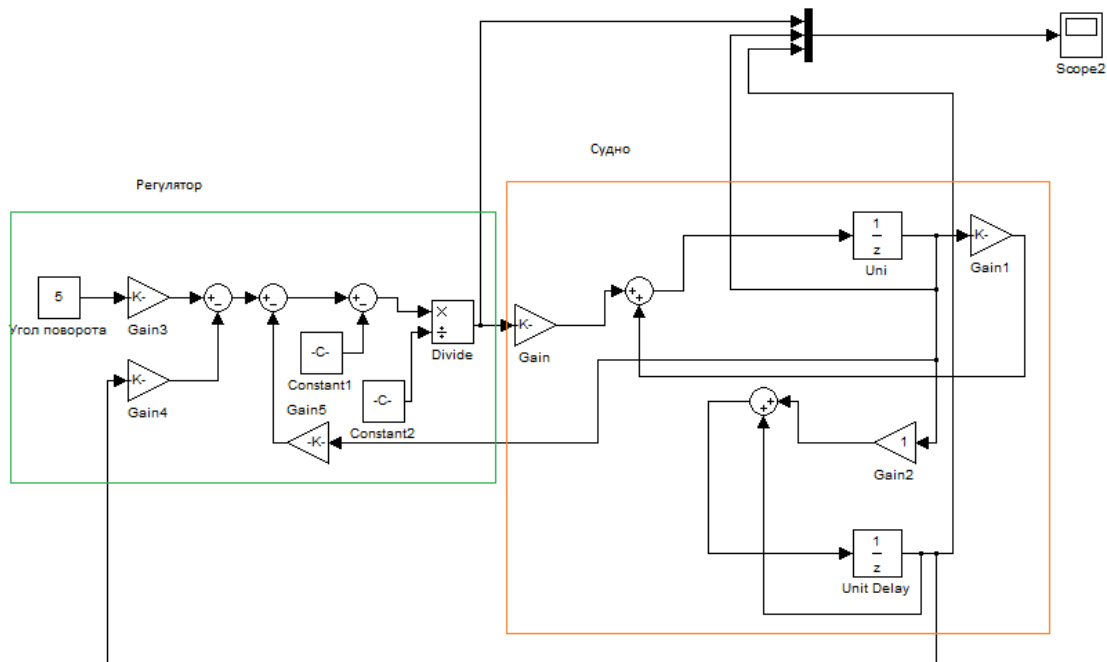 Scope2
Судно
Регулятор
1
z
Uni
K-
Gain1
5
Угол поворота
K-
Gain3
+
−
+
−
+
−
×
÷
Divide
K-
Gain
+
+
-C-
Constant1
K-
Gain4
-C-
Constant2
Gain5
-K-
+
+
1
Gain2
1
z
Unit Delay